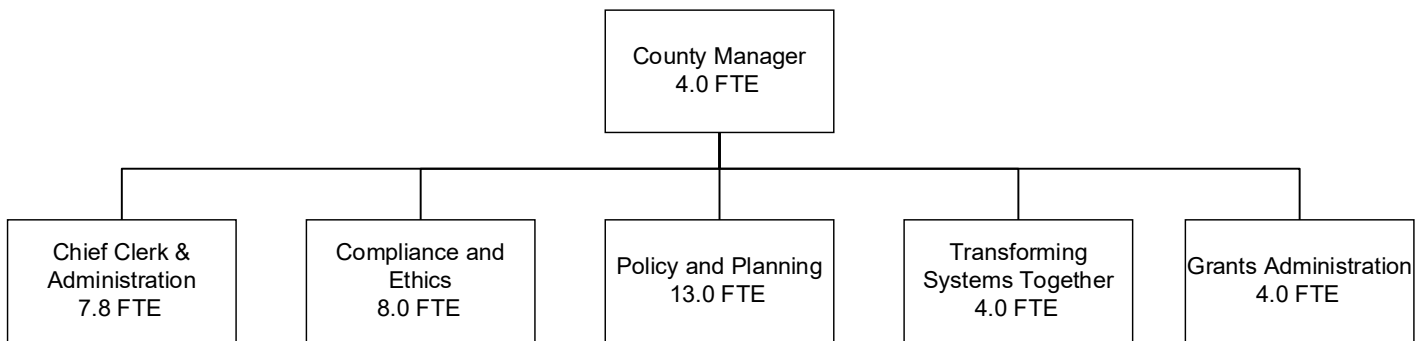 County Manager
4.0 FTE
Chief Clerk &
Administration
7.8 FTE
Compliance and
Ethics
8.0 FTE
Policy and Planning
13.0 FTE
Transforming
Systems Together
4.0 FTE
Grants Administration
4.0 FTE